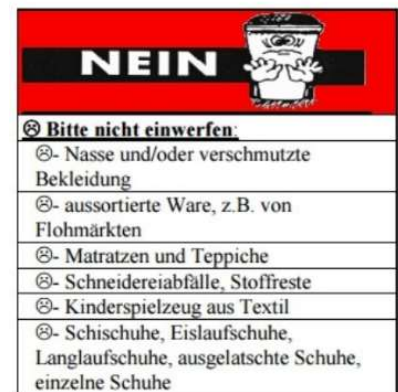 NEIN
☹ Bitte nicht einwerfen:
☹- Nasse und/oder verschmutzte
Bekleidung
☹- aussortierte Ware, z.B. von
Flohmärkten
☹- Matratzen und Teppiche
☹- Schneidereiabfälle, Stoffreste
☹- Kinderspielzeug aus Textil
☹- Schischuhe, Eislaufschuhe,
Langlaufschuhe, ausgelatschte Schuhe,
einzelne Schuhe